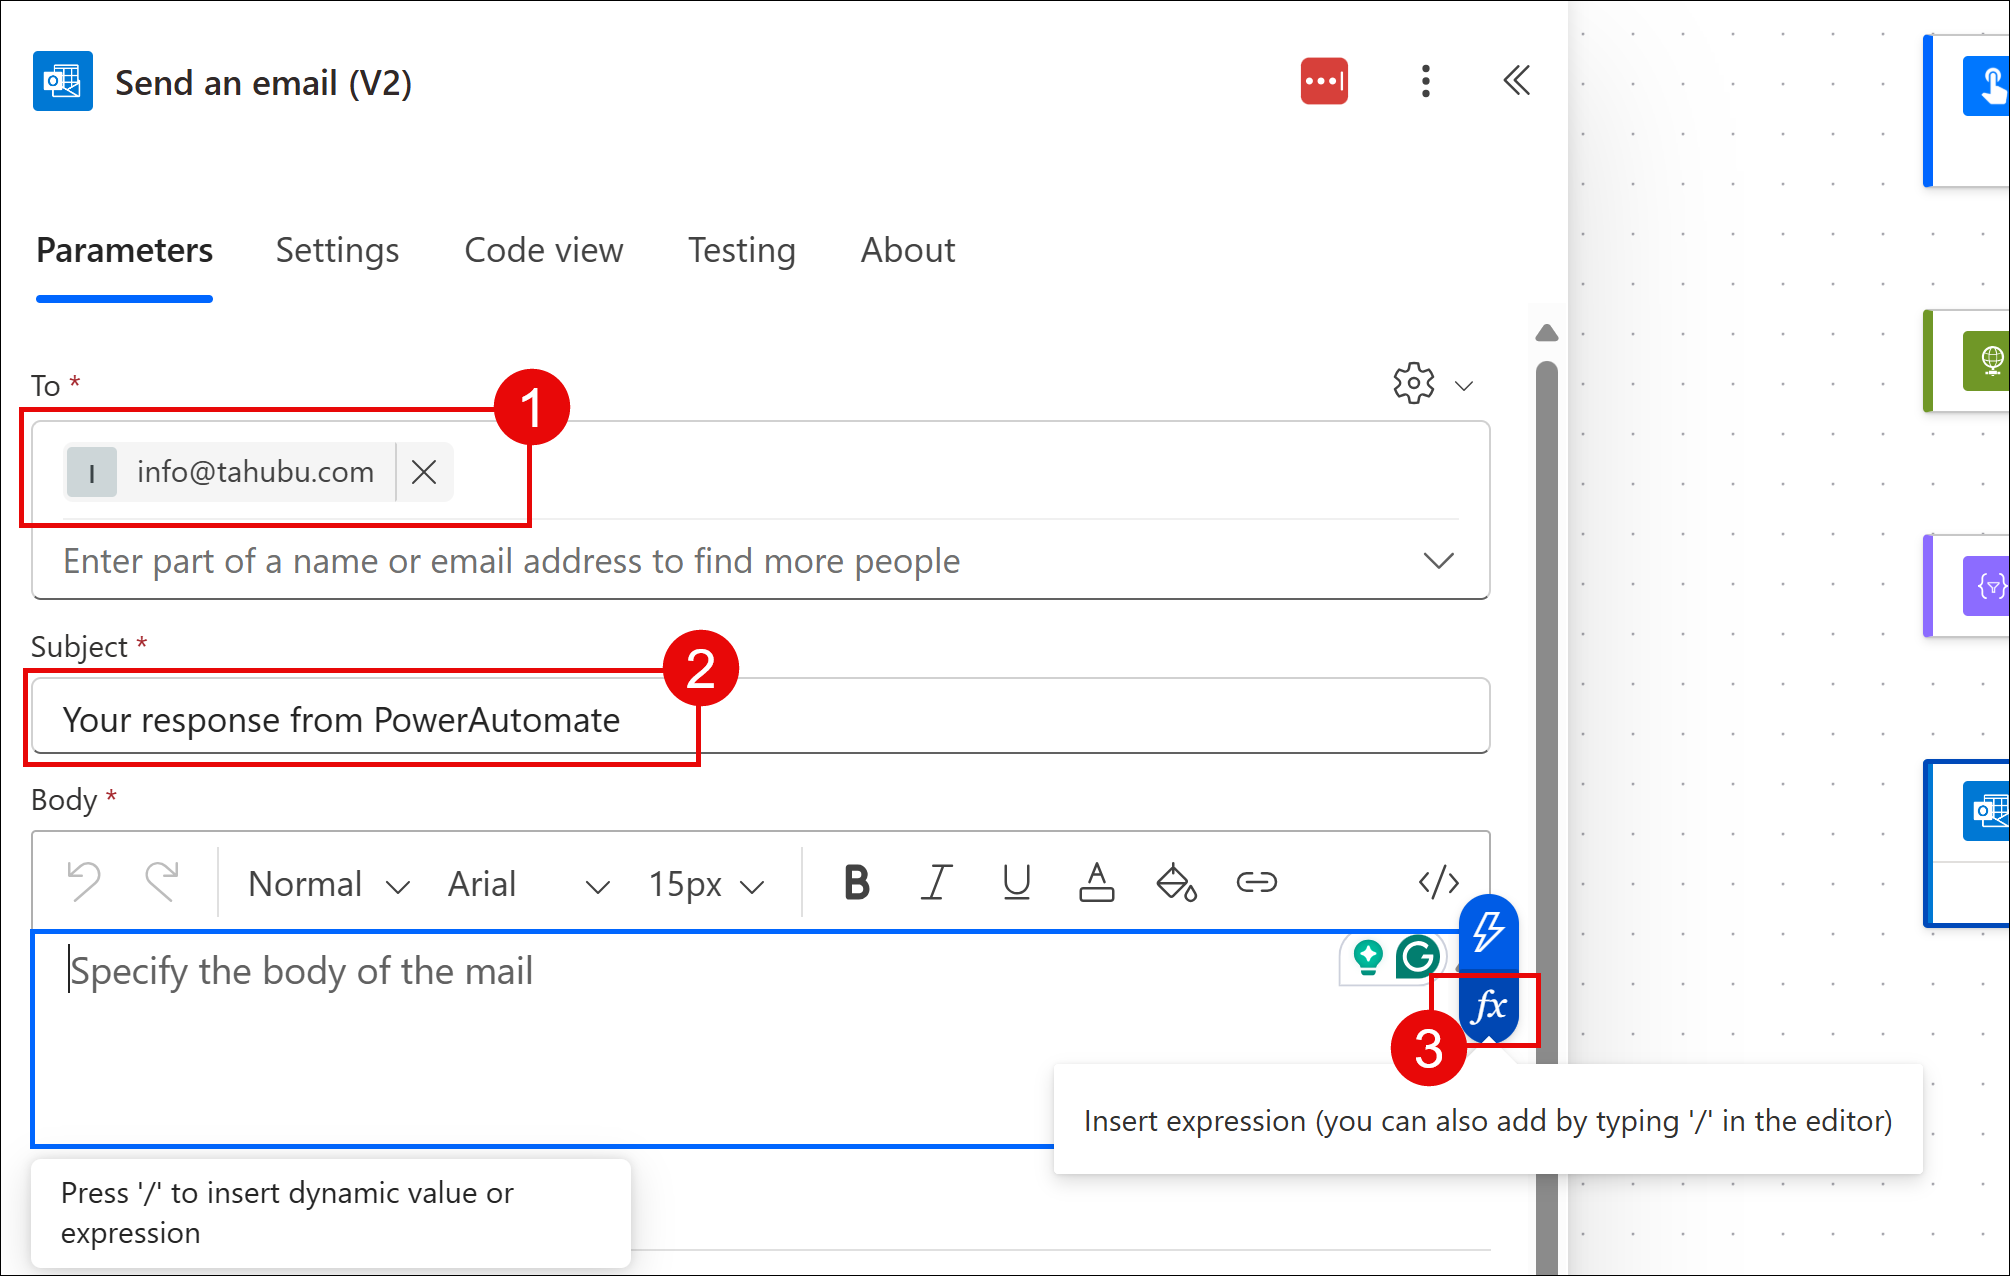 Send an email (V2)
Parameters Settings Code view Testing About
To *
1
I info@tahubu.com
Enter part of a name or email address to find more people
Subject *
2
Your response from PowerAutomate
Body *
Normal Arial 15px B I U A </>
Specify the body of the mail
G
fx
3
Insert expression (you can also add by typing '/' in the editor)
Press '/' to insert dynamic value or
expression